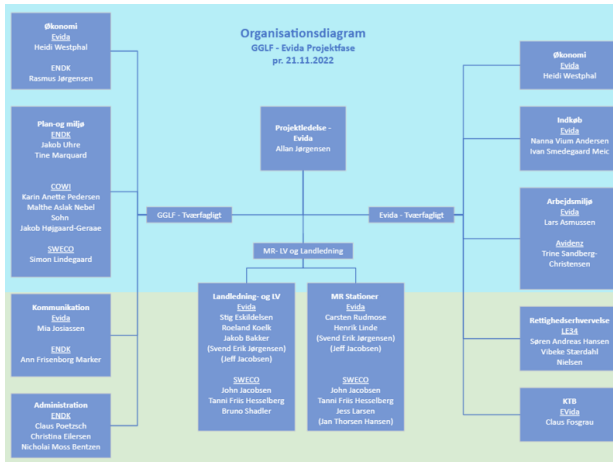 Organisationsdiagram
GGLF - Evida Projektfase
pr. 21.11.2022
Økonomi
Evida
Heidi Westphal
ENDK
Rasmus Jørgensen
Plan-og miljø
ENDK
Jakob Uhre
Tine Marquard
COWI
Karin Anette Pedersen
Malthe Aslak Nebel
Sohn
Jakob Højgaard-Geraae
SWECO
Simon Lindegaard
Kommunikation
Evida
Mia Josiassen
ENDK
Ann Frisenborg Marker
Administration
ENDK
Claus Poetzsch
Christina Eilersen
Nicholai Moss Bentzen
Projektledelse -
Evida
Allan Jørgensen
GGLF - Tværfagligt
Evida - Tværfagligt
MR- LV og Landledning
Landledning- og LV
Evida
Stig Eskildelsen
Roeland Koelk
Jakob Bakker
(Svend Erik Jørgensen)
(Jeff Jacobsen)
SWECO
John Jacobsen
Tanni Friis Hesselberg
Bruno Shadler
MR Stationer
Evida
Carsten Rudmose
Henrik Linde
(Svend Erik Jørgensen)
(Jeff Jacobsen)
SWECO
John Jacobsen
Tanni Friis Hesselberg
Jess Larsen
(Jan Thorsen Hansen)
Økonomi
Evida
Heidi Westphal
Indkøb
Evida
Nanna Vium Andersen
Ivan Smedegaard Meic
Arbejdsmiljø
Evida
Lars Asmussen
Avidenz
Trine Sandberg-
Christensen
Rettighedserhvervelse
LE34
Søren Andreas Hansen
Vibeke Stærdahl
Nielsen
KTB
EVida
Claus Fosgrau